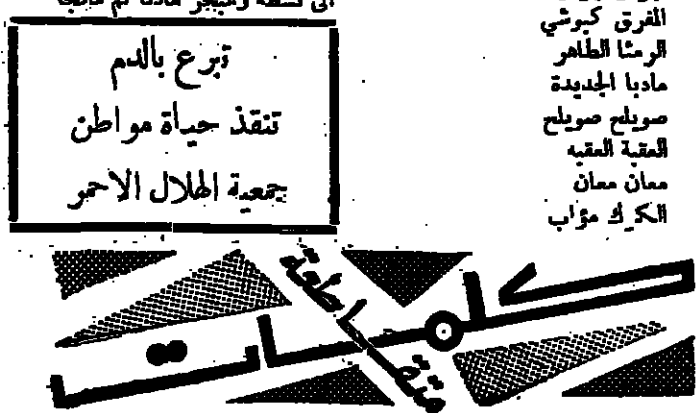 المفرق كبوشي
الرمثا الطاهر
مادبا الجديدة
صويلح صويلح
العقبة العقبه
معان معان
الكرك مؤاب
تبرع بالدم
تنقذ حياة مواطن
جمعية الهلال الاحمر
كلمات
متقاطعة